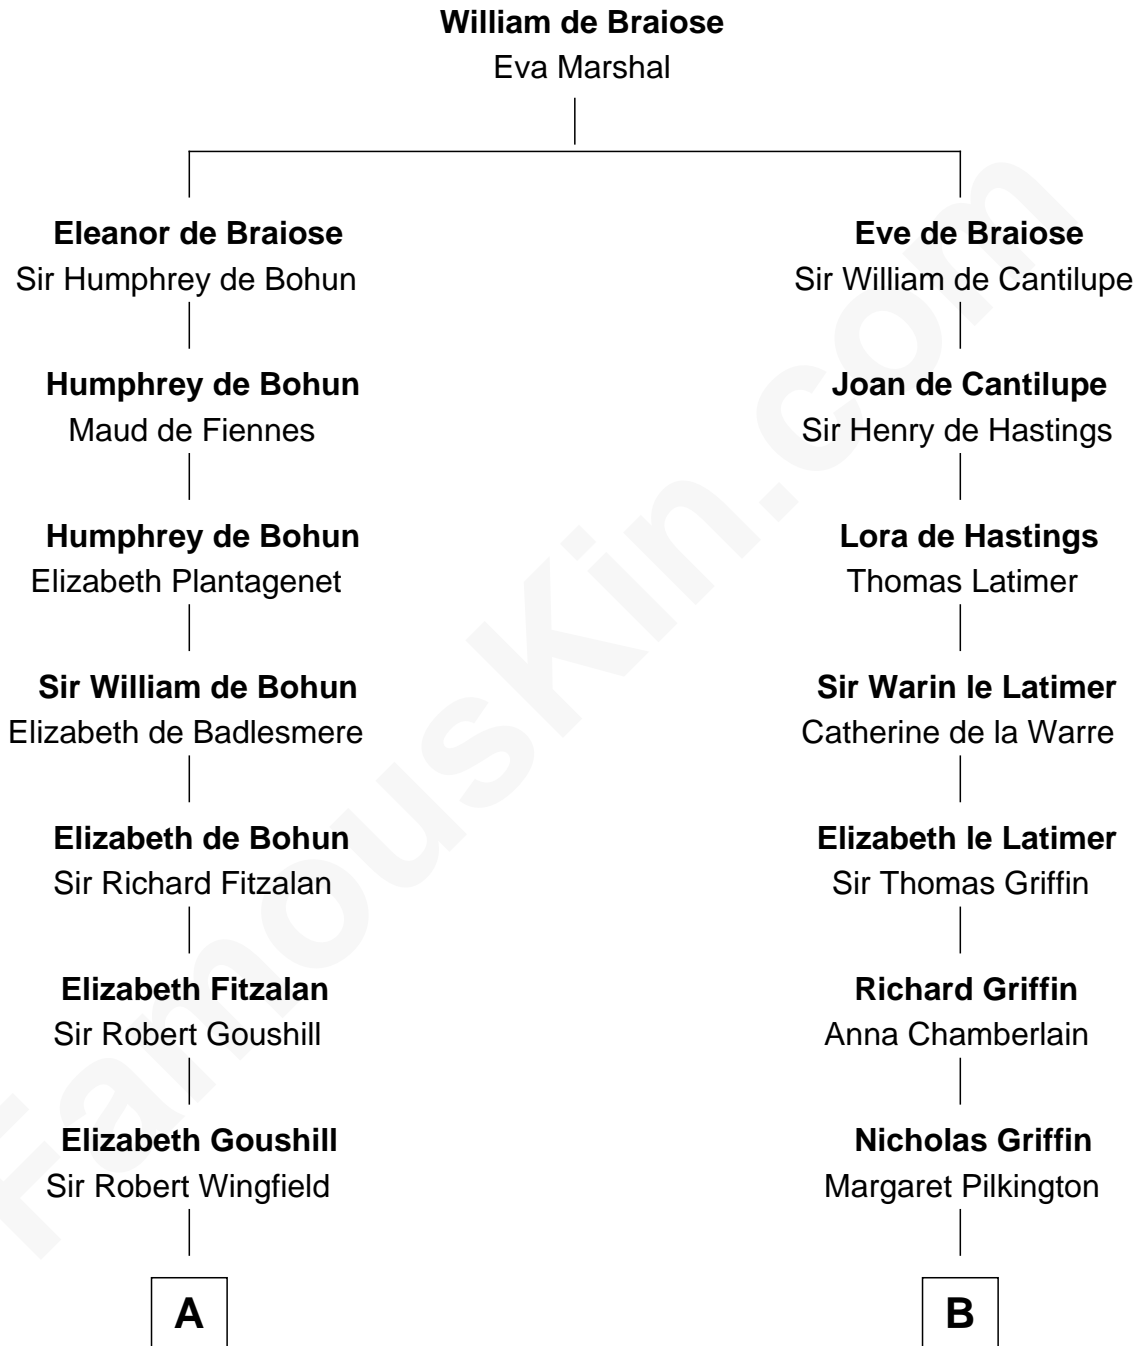 William de Braiose
Eva Marshal
Eleanor de Braiose
Sir Humphrey de Bohun
Humphrey de Bohun
Maud de Fiennes
Humphrey de Bohun
Elizabeth Plantagenet
Sir William de Bohun
Elizabeth de Badlesmere
Elizabeth de Bohun
Sir Richard Fitzalan
Elizabeth Fitzalan
Sir Robert Goushill
Elizabeth Goushill
Sir Robert Wingfield
A
Eve de Braiose
Sir William de Cantilupe
Joan de Cantilupe
Sir Henry de Hastings
Lora de Hastings
Thomas Latimer
Sir Warin le Latimer
Catherine de la Warre
Elizabeth le Latimer
Sir Thomas Griffin
Richard Griffin
Anna Chamberlain
Nicholas Griffin
Margaret Pilkington
B
FamousKin.com